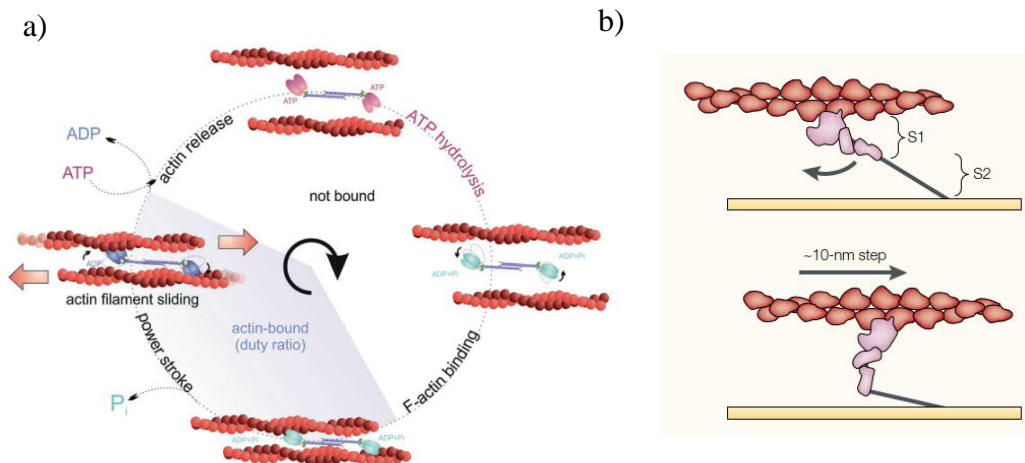 a)
ATP
ATP
ADP
ATP
actin release
ATP hydrolysis
not bound
ADP
actin filament sliding
ADP+Pi
ADP+Pi
actin-bound
(duty ratio)
power stroke
F-actin binding
Pi
ADP+Pi
ADP+Pi
b)
S1
S2
~10-nm step